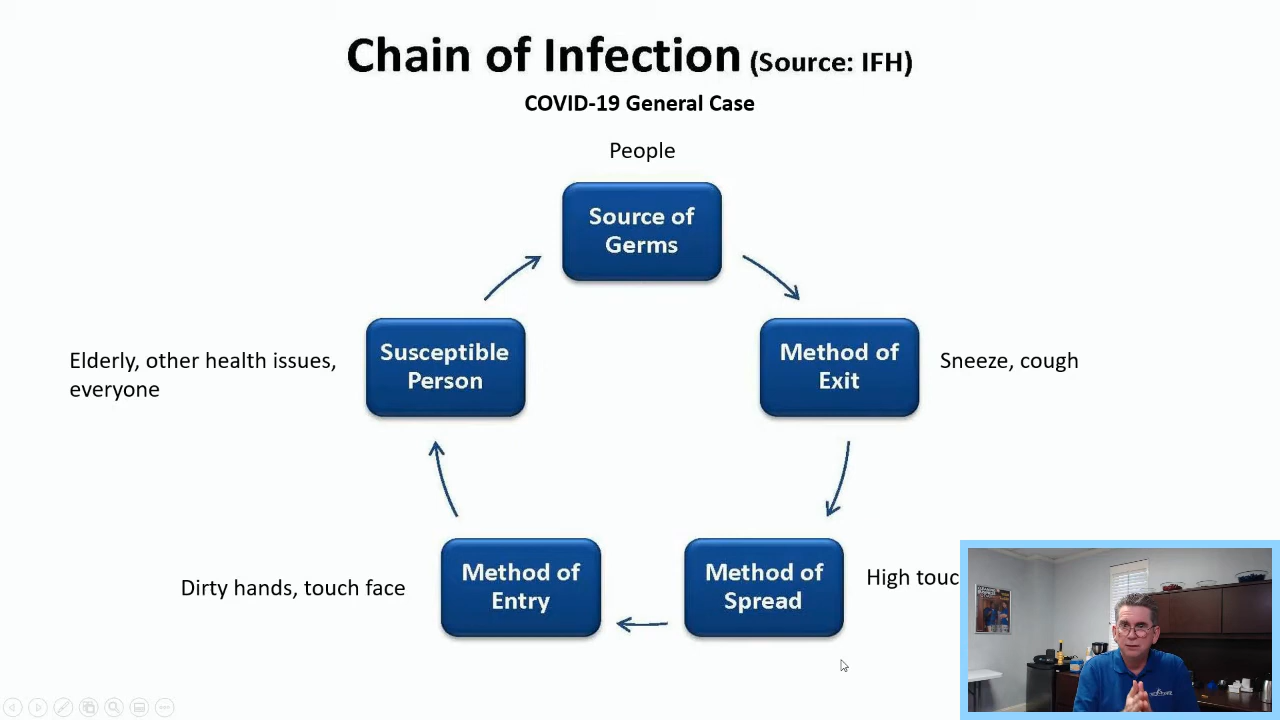 Chain of Infection (Source: IFH)
COVID-19 General Case
People
Source of
Germs
Susceptible
Person
Method of
Exit
Elderly, other health issues,
everyone
Sneeze, cough
Method of
Entry
Method of
Spread
Dirty hands, touch face
High